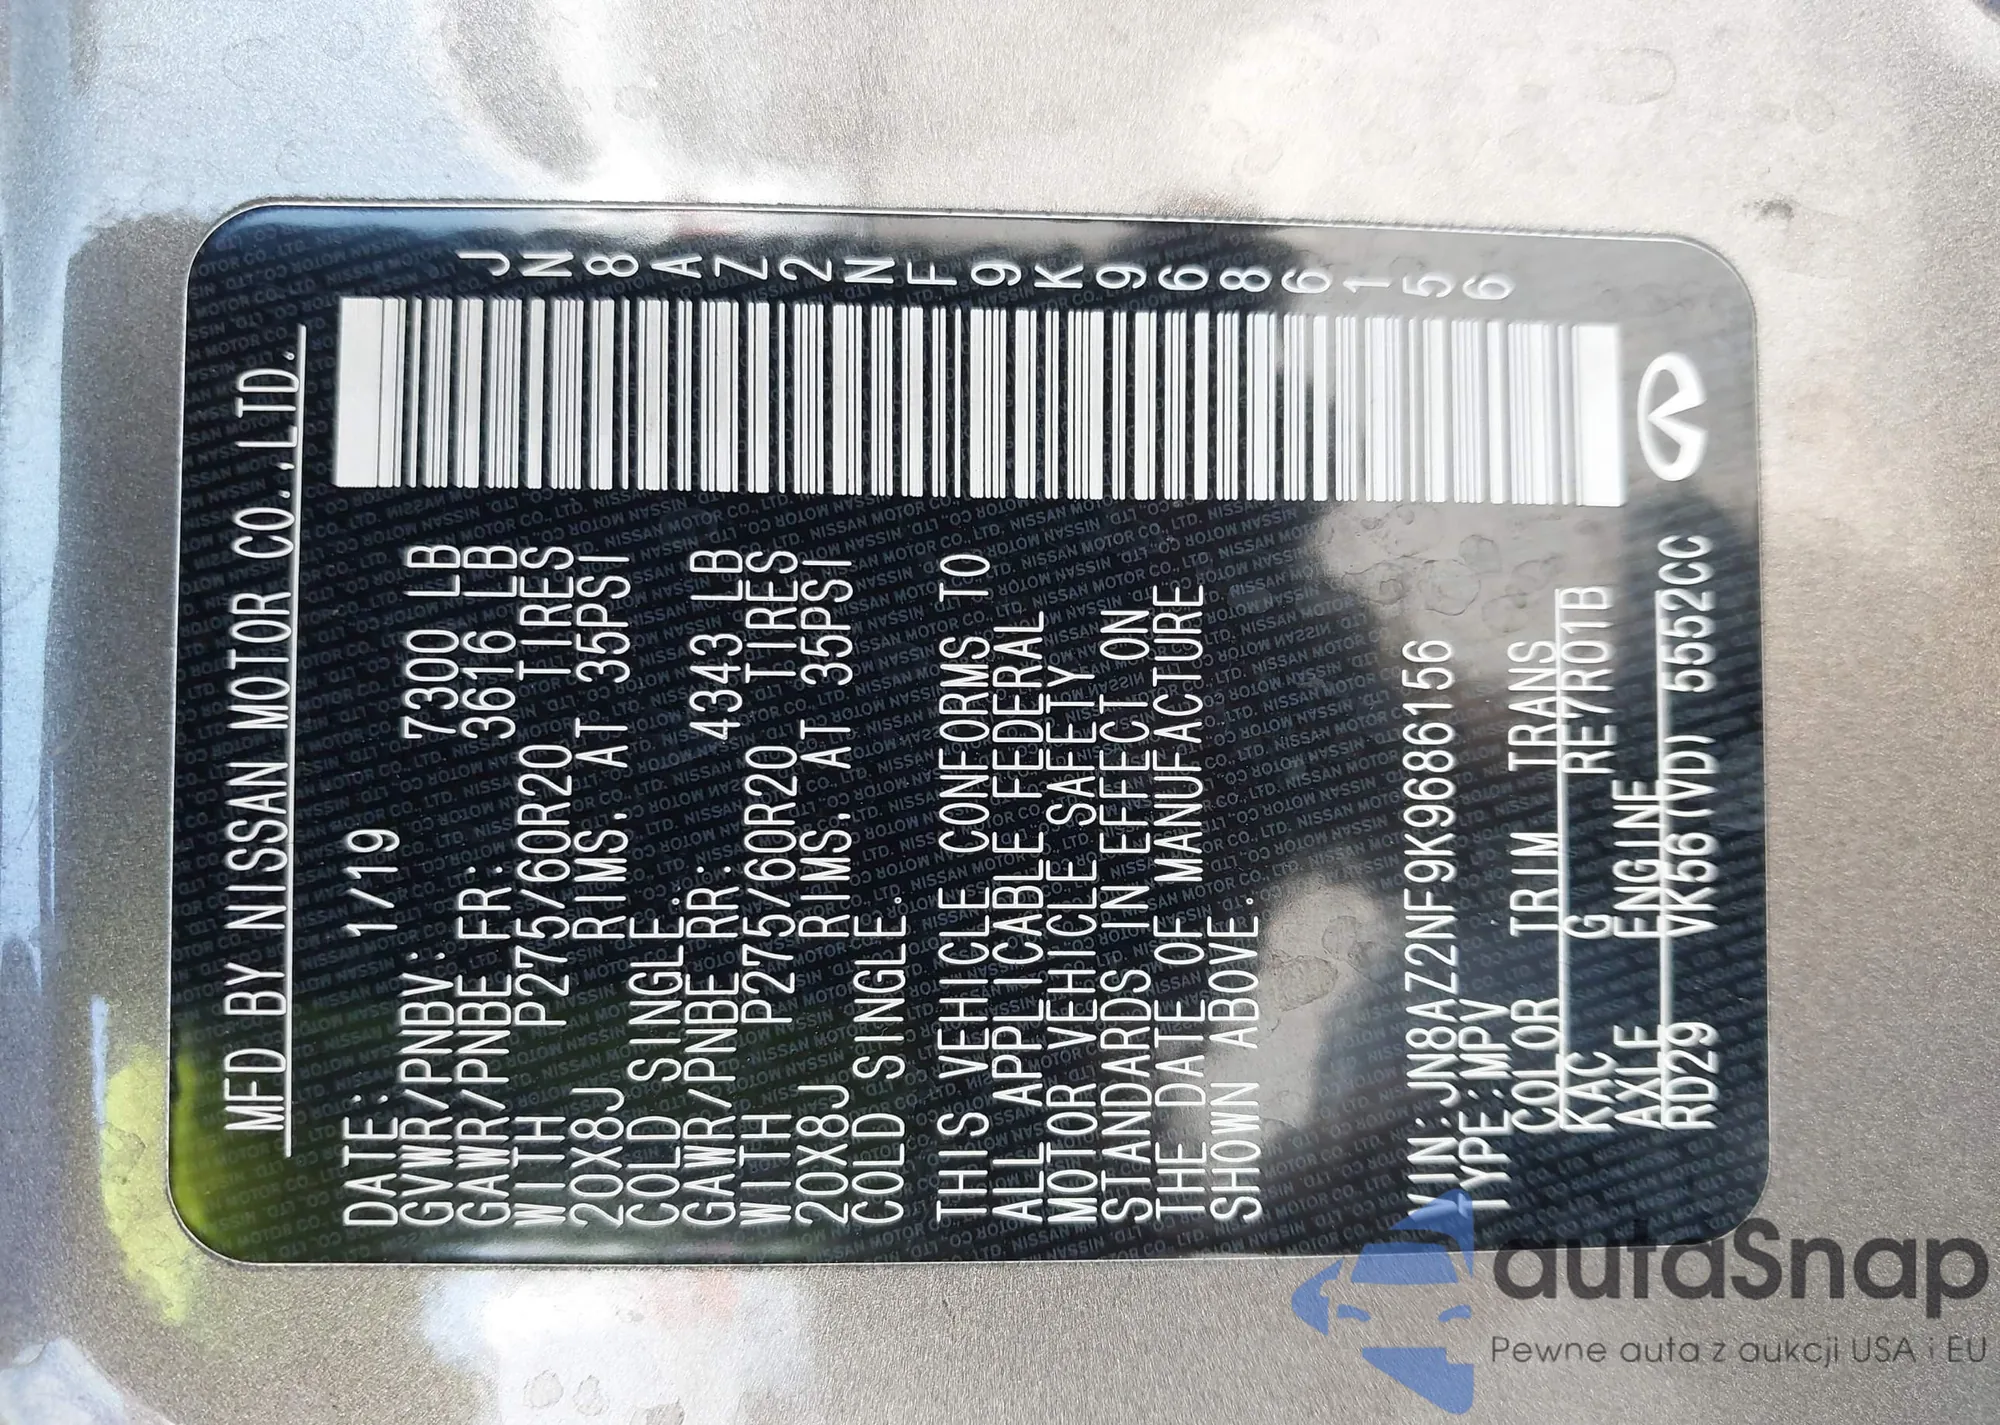 MFD BY NISSAN MOTOR CO.,LTD.
JN8AZ2NF9K9686156
DATE: 1/19
GVWR/PNBV: 7300 LB
GAWR/PNBE FR: 3616 LB
WITH P275/60R20 TIRES
20X8J RIMS, AT 35PSI
COLD SINGLE.
GAWR/PNBE RR: 4343 LB
WITH P275/60R20 TIRES
20X8J RIMS, AT 35PSI
COLD SINGLE.
THIS VEHICLE CONFORMS TO
ALL APPLICABLE FEDERAL
MOTOR VEHICLE SAFETY
STANDARDS IN EFFECT ON
THE DATE OF MANUFACTURE
SHOWN ABOVE.
VIN:JN8AZ2NF9K9686156
TYPE:MPV
COLOR TRIM TRANS
KAC G RE7R01B
AXLE ENGINE
RD29 VK56(VD) 5552CC
autaSnap
Pewne auta z aukcji USA i EU